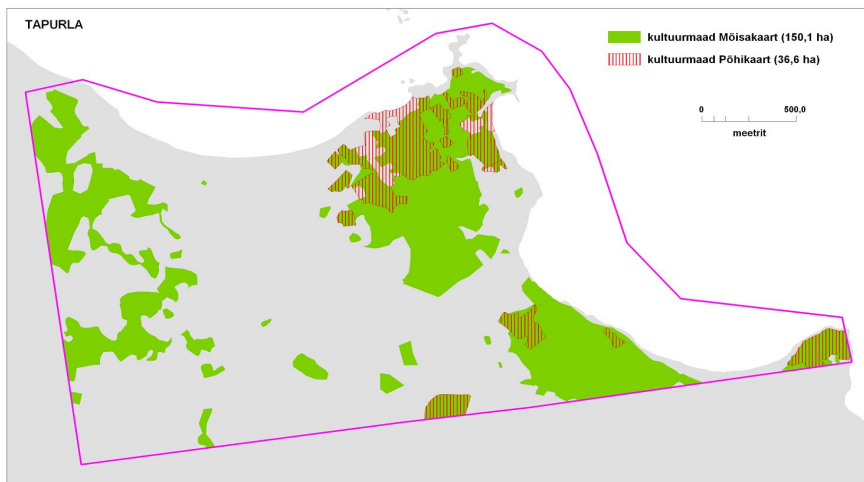 TAPURLA
kultuurmaad Mõisakaart (150,1 ha)
kultuurmaad Põhikaart (36,6 ha)
0 500,0
meetrit